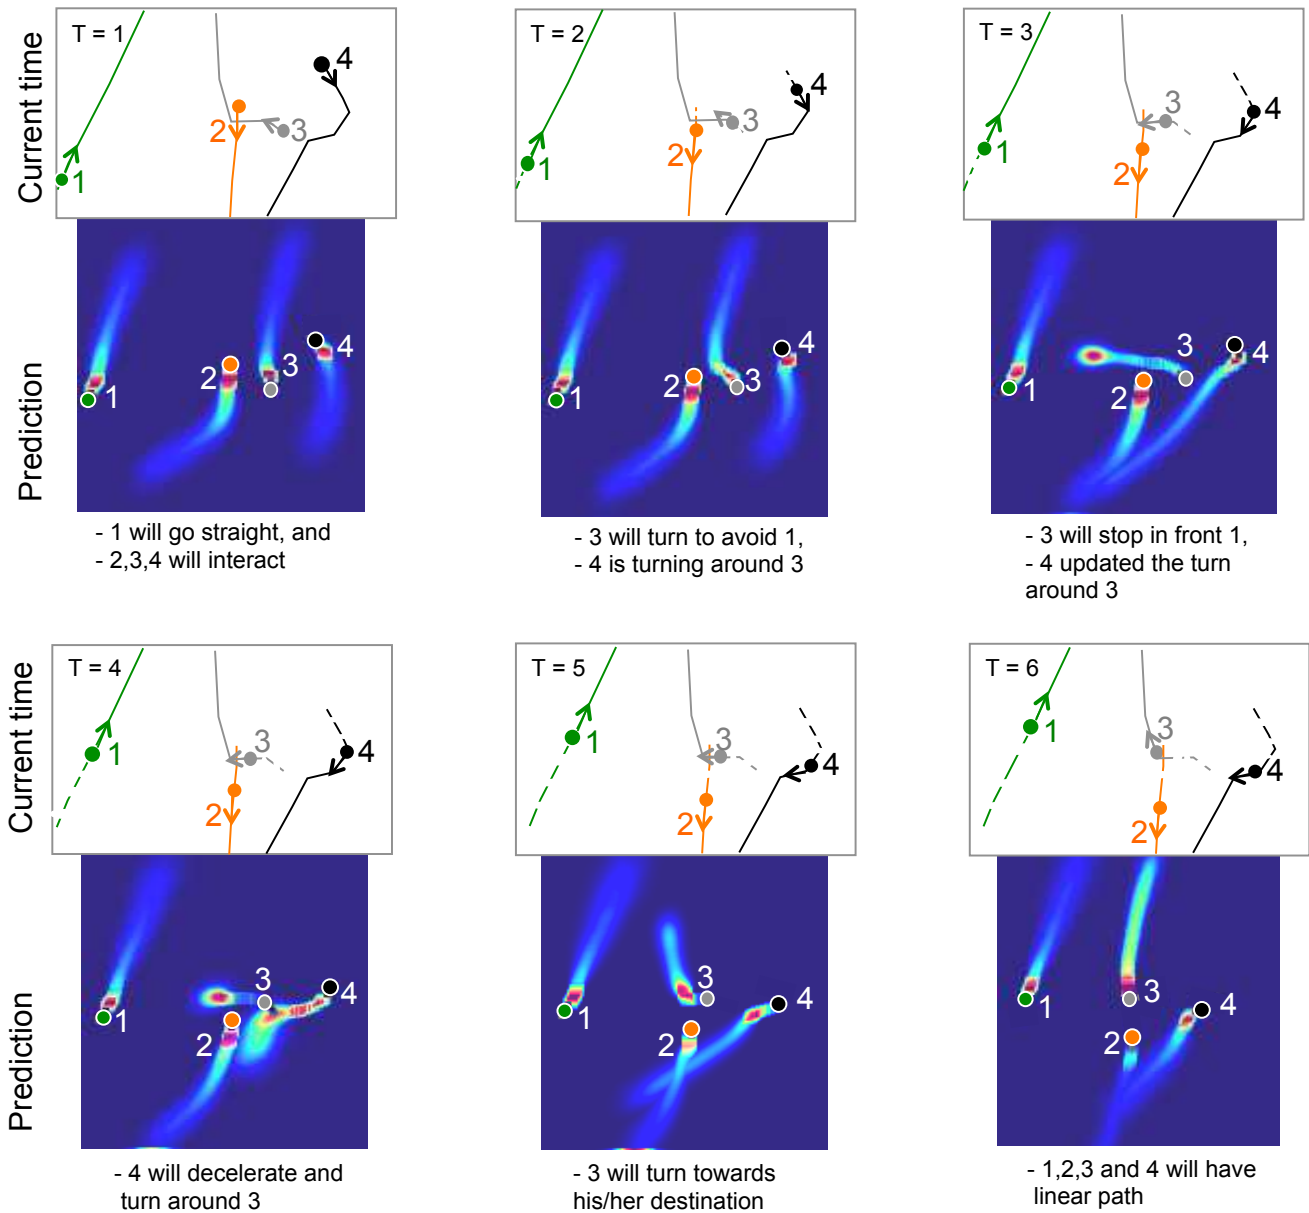 Current time
T = 1
1
2
3
4
T = 2
1
2
3
4
T = 3
1
2
3
4
Prediction
1
2
3
4
1
2
3
4
1
2
3
4
- 1 will go straight, and
- 2,3,4 will interact
- 3 will turn to avoid 1,
- 4 is turning around 3
- 3 will stop in front 1,
- 4 updated the turn
around 3
Current time
T = 4
1
2
3
4
T = 5
1
2
3
4
T = 6
1
2
3
4
Prediction
1
2
3
4
1
2
3
4
1
2
3
4
- 4 will decelerate and
turn around 3
- 3 will turn towards
his/her destination
- 1,2,3 and 4 will have
linear path